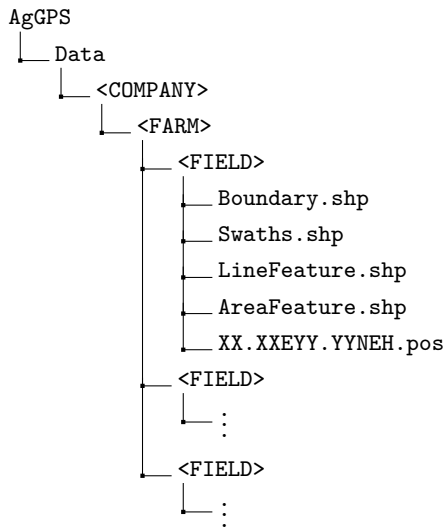 AgGPS
Data
<COMPANY>
<FARM>
<FIELD>
Boundary.shp
Swaths.shp
LineFeature.shp
AreaFeature.shp
XX.XXEYY.YYNEH.pos
<FIELD>
⋮
<FIELD>
⋮